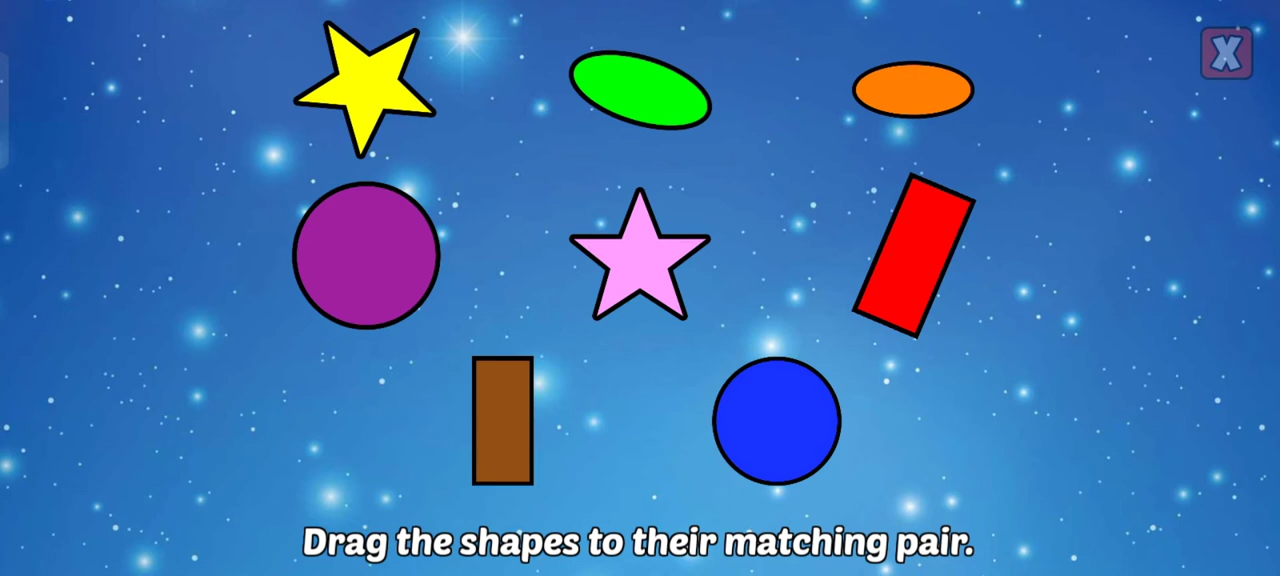 X
Drag the shapes to their matching pair.